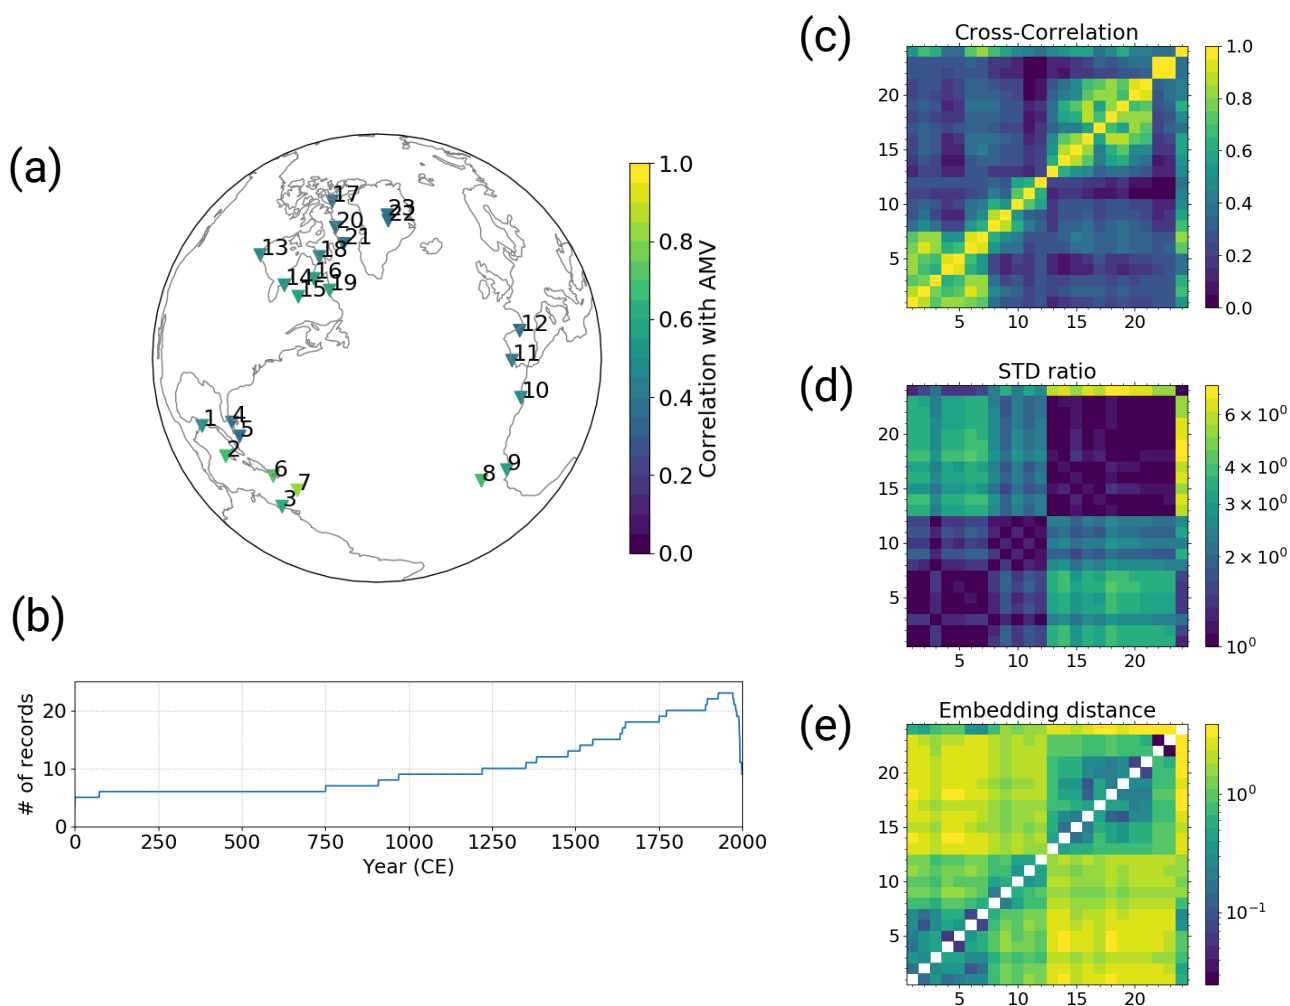 (a)
17
23
22
20
21
13
18
16
14
15
19
12
11
10
1
4
5
2
6
7
3
8
9
1.0
0.8
0.6
0.4
0.2
0.0
Correlation with AMV
(b)
# of records
20
10
0
0 250 500 750 1000 1250 1500 1750 2000
Year (CE)
(c)
Cross-Correlation
20
15
10
5
5 10 15 20
1.0
0.8
0.6
0.4
0.2
0.0
(d)
STD ratio
20
15
10
5
5 10 15 20
6 × 10⁰
4 × 10⁰
3 × 10⁰
2 × 10⁰
10⁰
(e)
Embedding distance
20
15
10
5
5 10 15 20
10⁰
10⁻¹